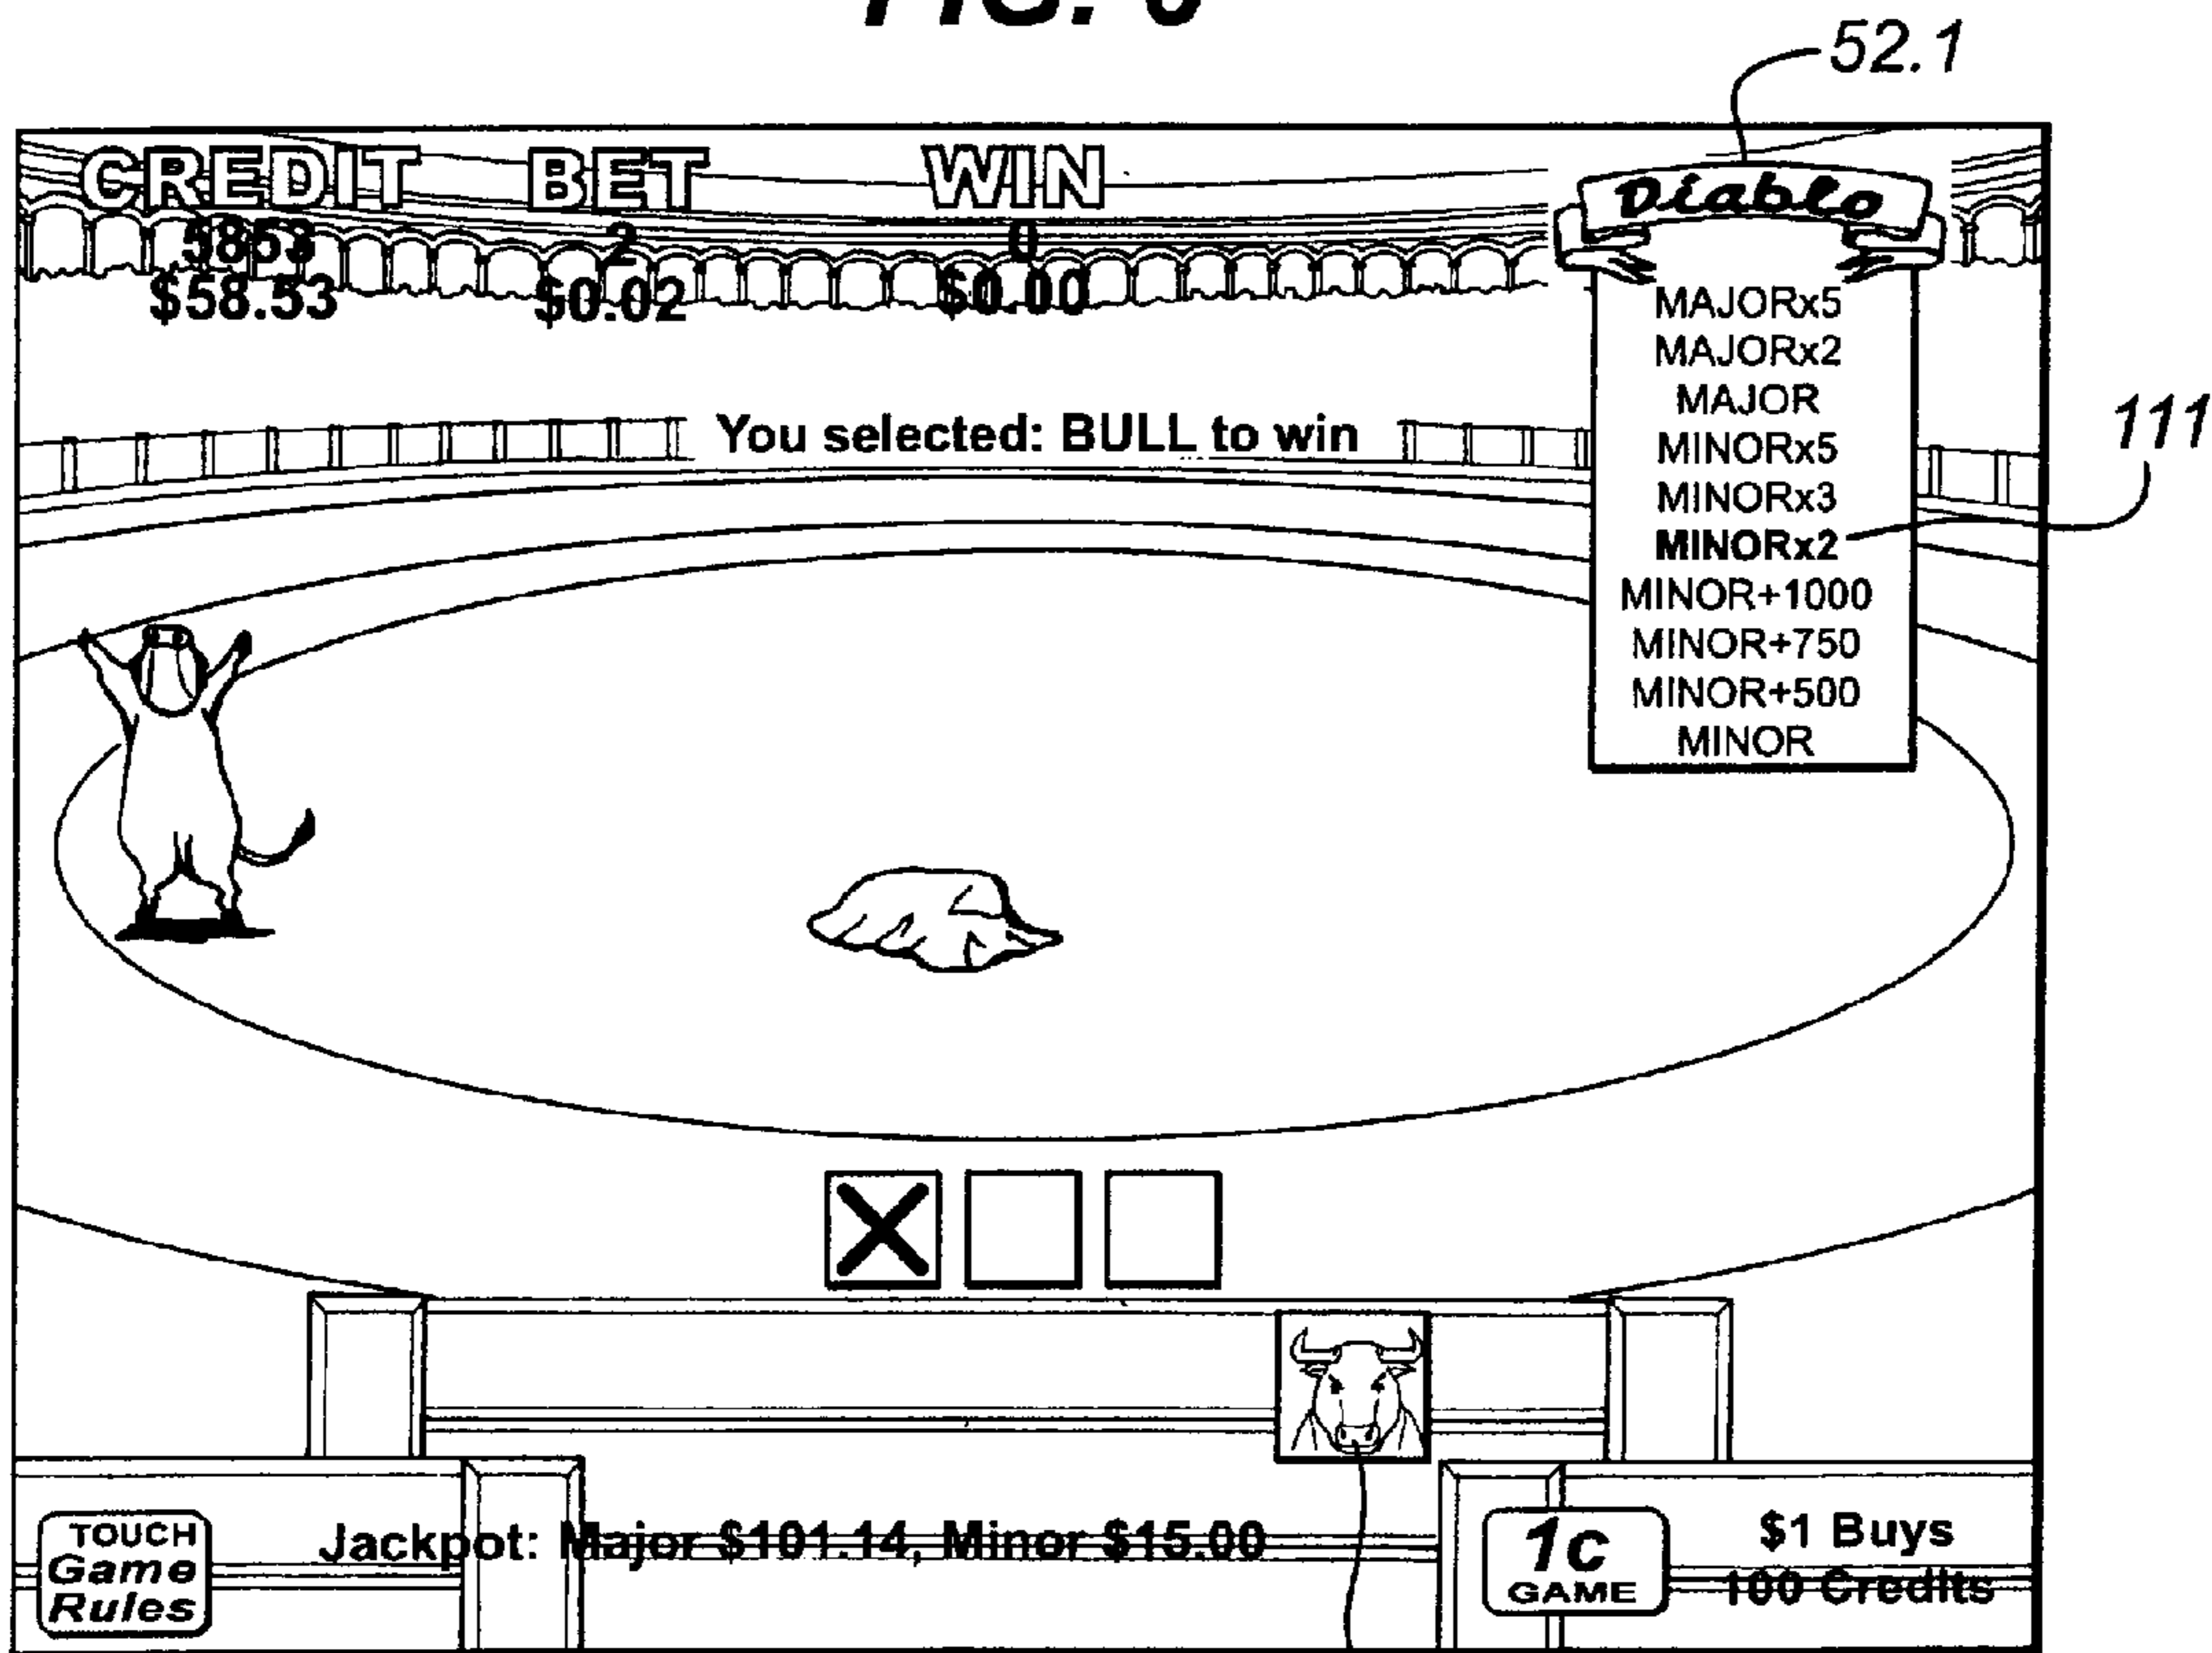 52.1
CREDIT BET WIN
5853 2 0
$58.53 $0.02 $0.00
Diablo
MAJORx5
MAJORx2
MAJOR
MINORx5
MINORx3
MINORx2
MINOR+1000
MINOR+750
MINOR+500
MINOR
111
You selected: BULL to win
TOUCH
Game
Rules
Jackpot: Major $101.14, Minor $15.00
1c
GAME
$1 Buys
100 Credits